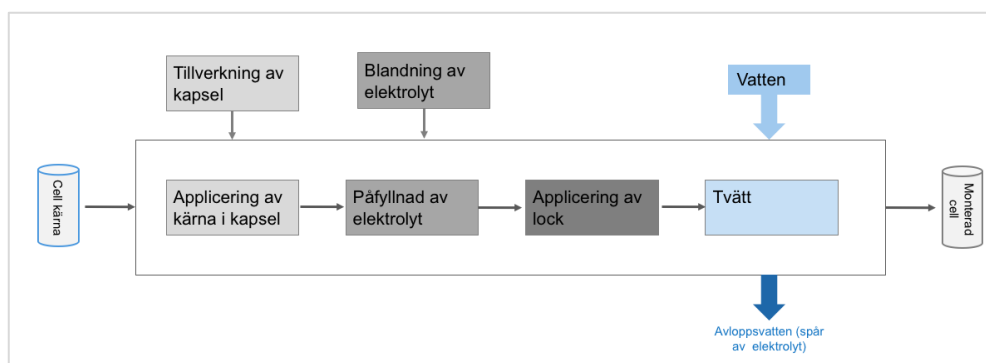 Tillverkning av
kapsel
Blandning av
elektrolyt
Vatten
Cell kärna
Applicering av
kärna i kapsel
Påfyllnad av
elektrolyt
Applicering av
lock
Tvätt
Monterad
cell
Avloppsvatten (spår
av elektrolyt)